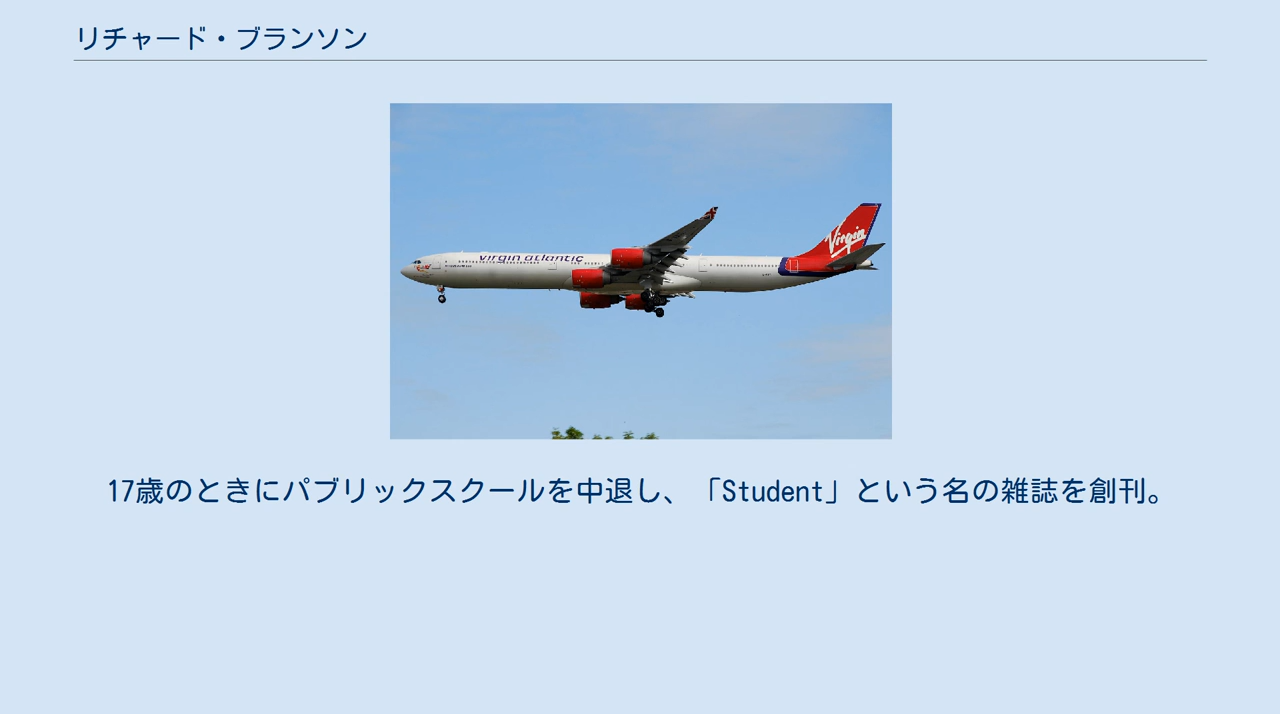 リチャード・ブランソン
virgin atlantic
Virgin
17歳のときにパブリックスクールを中退し、「Student」という名の雑誌を創刊。